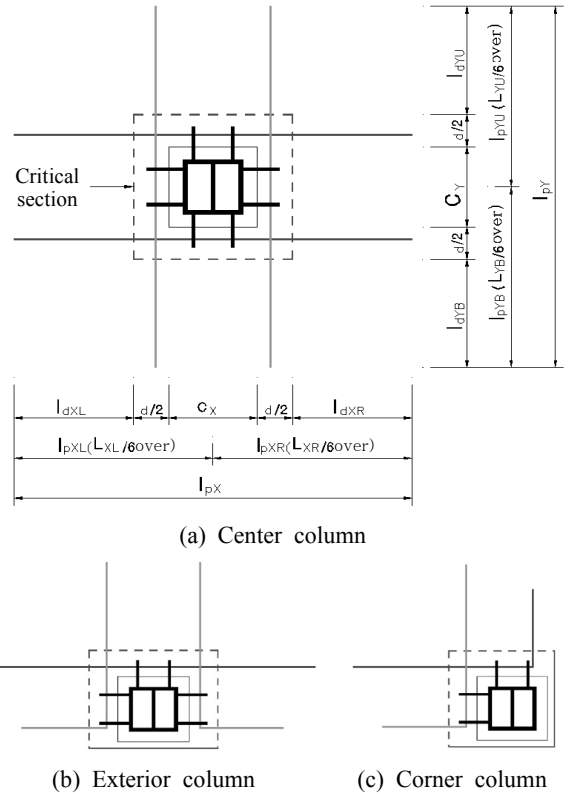 Critical
section
l_dYU
d/2
C_Y
d/2
l_dYB
l_pYU(L_YU/6over)
l_pYB(L_YB/6over)
l_pY
l_dXL
d/2
c_X
d/2
l_dXR
l_pXL(L_XL/6over)
l_pXR(L_XR/6over)
l_pX
(a) Center column
(b) Exterior column
(c) Corner column